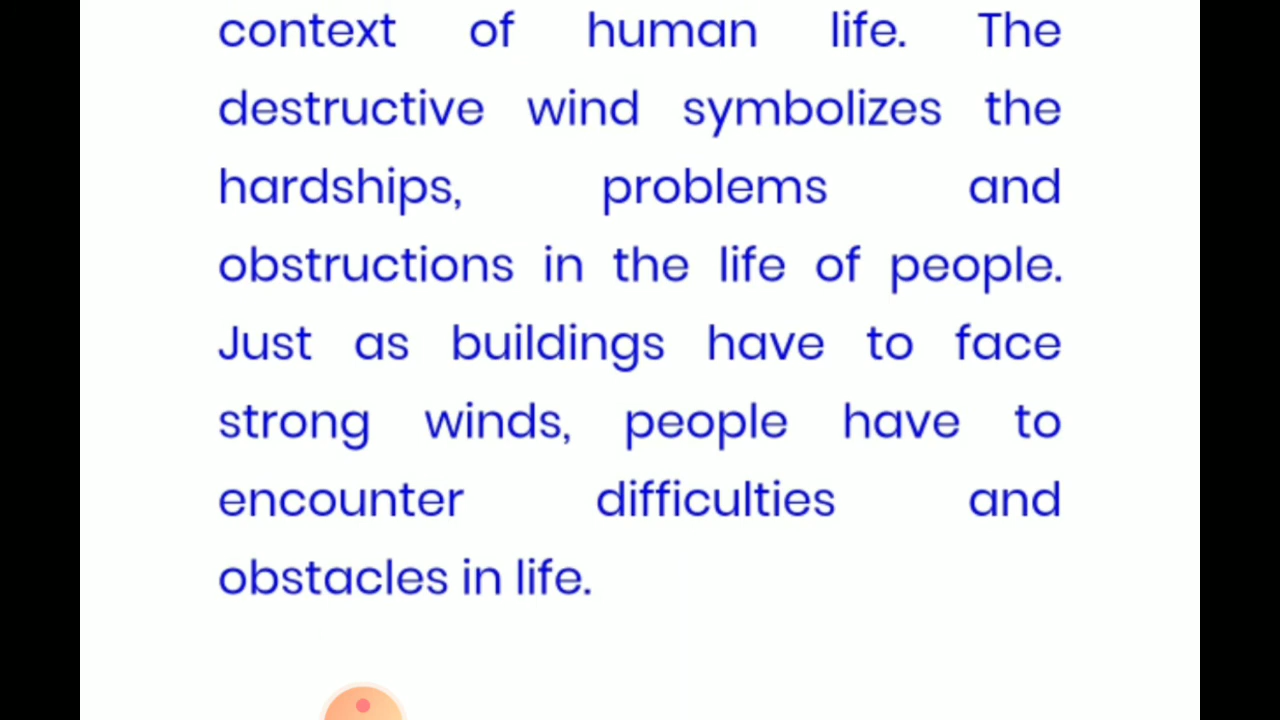 context of human life. The
destructive wind symbolizes the
hardships, problems and
obstructions in the life of people.
Just as buildings have to face
strong winds, people have to
encounter difficulties and
obstacles in life.